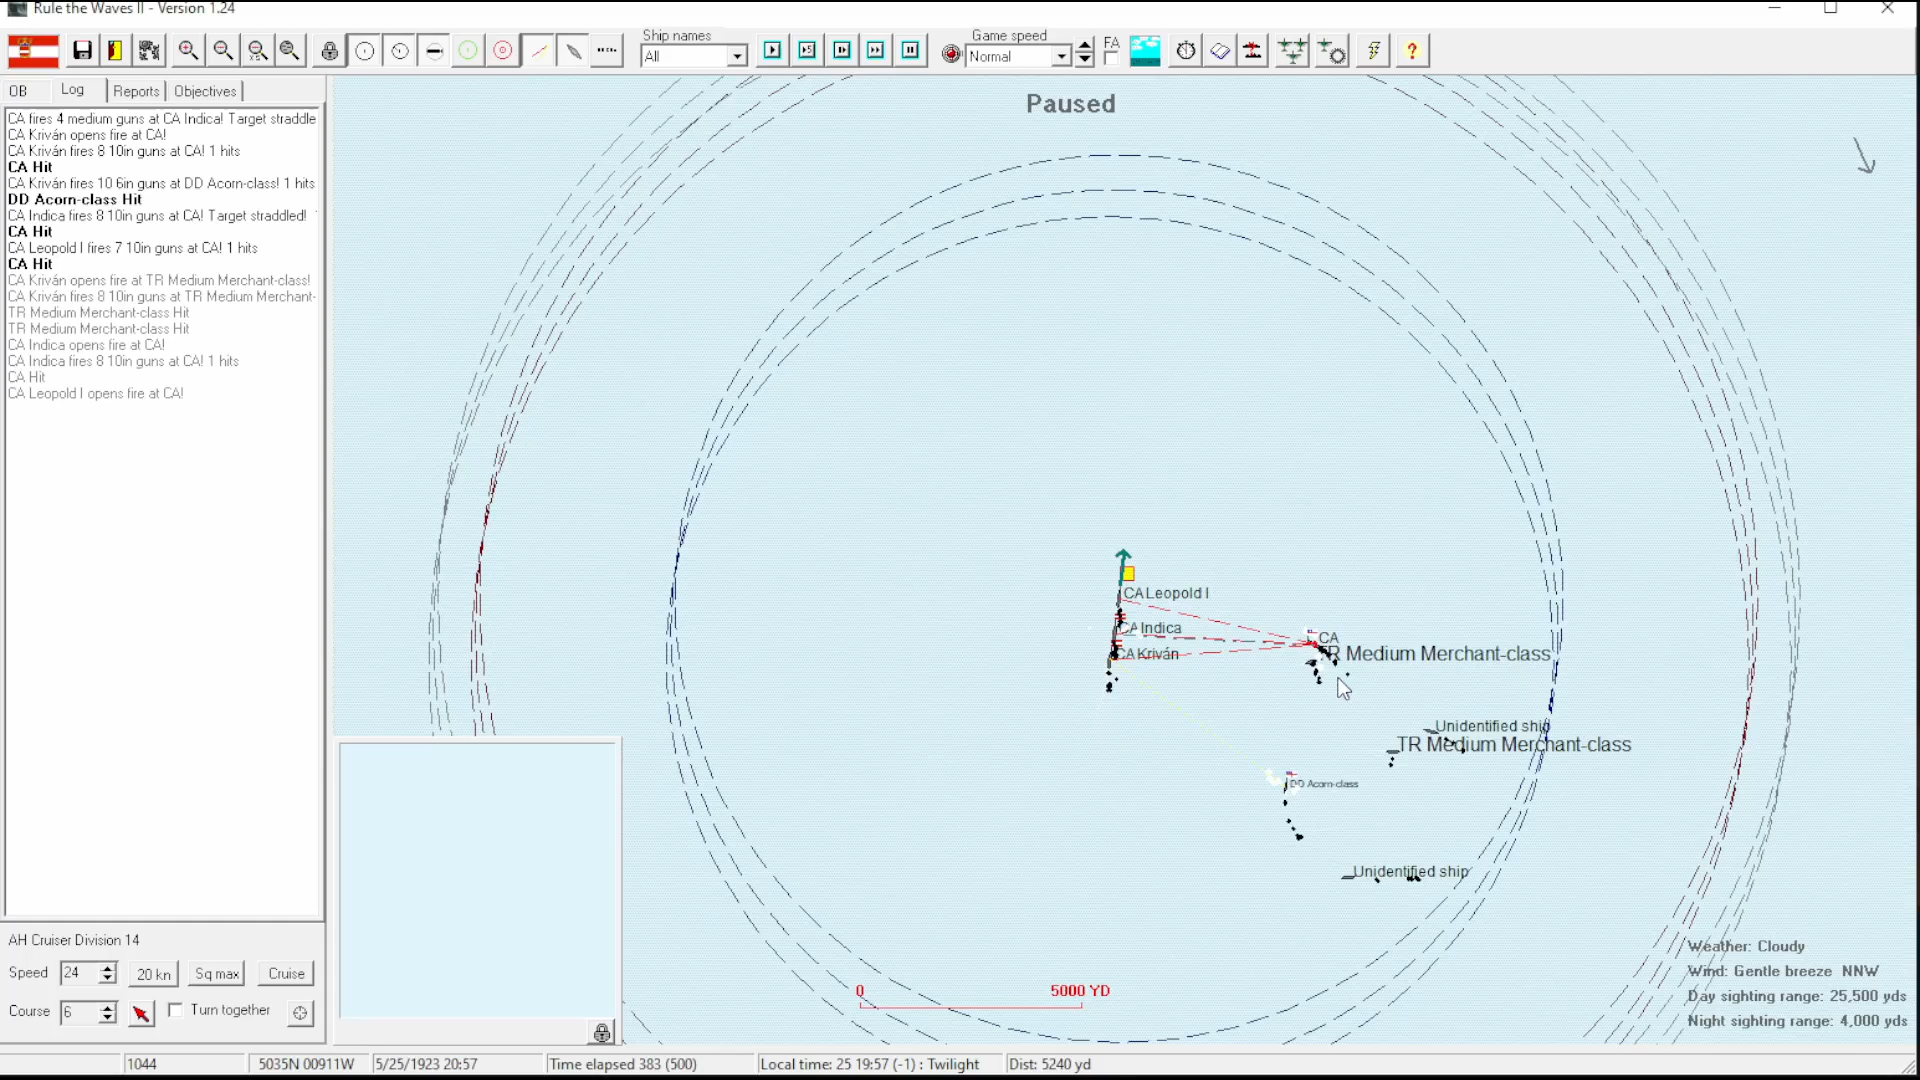 Rule the Waves II - Version 1.24
Ship names
All
Game speed
Normal
FA
OB
Log
Reports
Objectives
CA fires 4 medium guns at CA Indica! Target straddle
CA Kriván opens fire at CA!
CA Kriván fires 8 10in guns at CA! 1 hits
CA Hit
CA Kriván fires 10 6in guns at DD Acorn-class! 1 hits
DD Acorn-class Hit
CA Indica fires 8 10in guns at CA! Target straddled!
CA Hit
CA Leopold I fires 7 10in guns at CA! 1 hits
CA Hit
CA Kriván opens fire at TR Medium Merchant-class!
CA Kriván fires 8 10in guns at TR Medium Merchant-
TR Medium Merchant-class Hit
TR Medium Merchant-class Hit
CA Indica opens fire at CA!
CA Indica fires 8 10in guns at CA! 1 hits
CA Hit
CA Leopold I opens fire at CA!
Paused
CA Leopold I
CA Indica
CA Kriván
CA
TR Medium Merchant-class
Unidentified ship
TR Medium Merchant-class
DD Acorn-class
Unidentified ship
0 5000 YD
Weather: Cloudy
Wind: Gentle breeze NNW
Day sighting range: 25,500 yds
Night sighting range: 4,000 yds
AH Cruiser Division 14
Speed 24 20 kn Sq max Cruise
Course 6 Turn together
1044 5035N 00911W 5/25/1923 20:57 Time elapsed 383 (500) Local time: 25 19:57 (-1) : Twilight Dist: 5240 yd